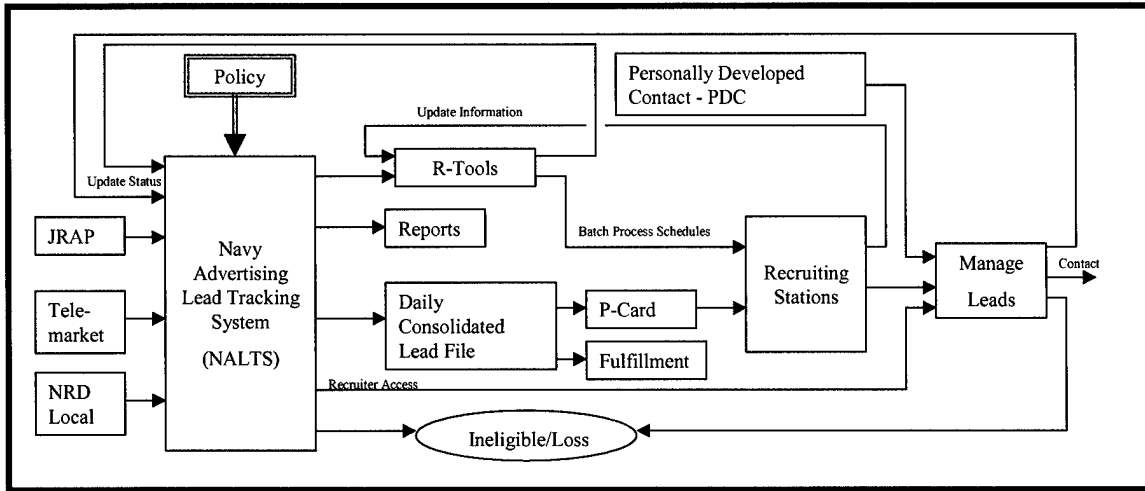 Policy
Personally Developed
Contact - PDC
Update Information
R-Tools
Update Status
JRAP
Reports
Batch Process Schedules
Navy
Advertising
Lead Tracking
System
(NALTS)
Recruiting
Stations
Manage
Leads
Contact
Tele-
market
Daily
Consolidated
Lead File
P-Card
Fulfillment
NRD
Local
Recruiter Access
Ineligible/Loss